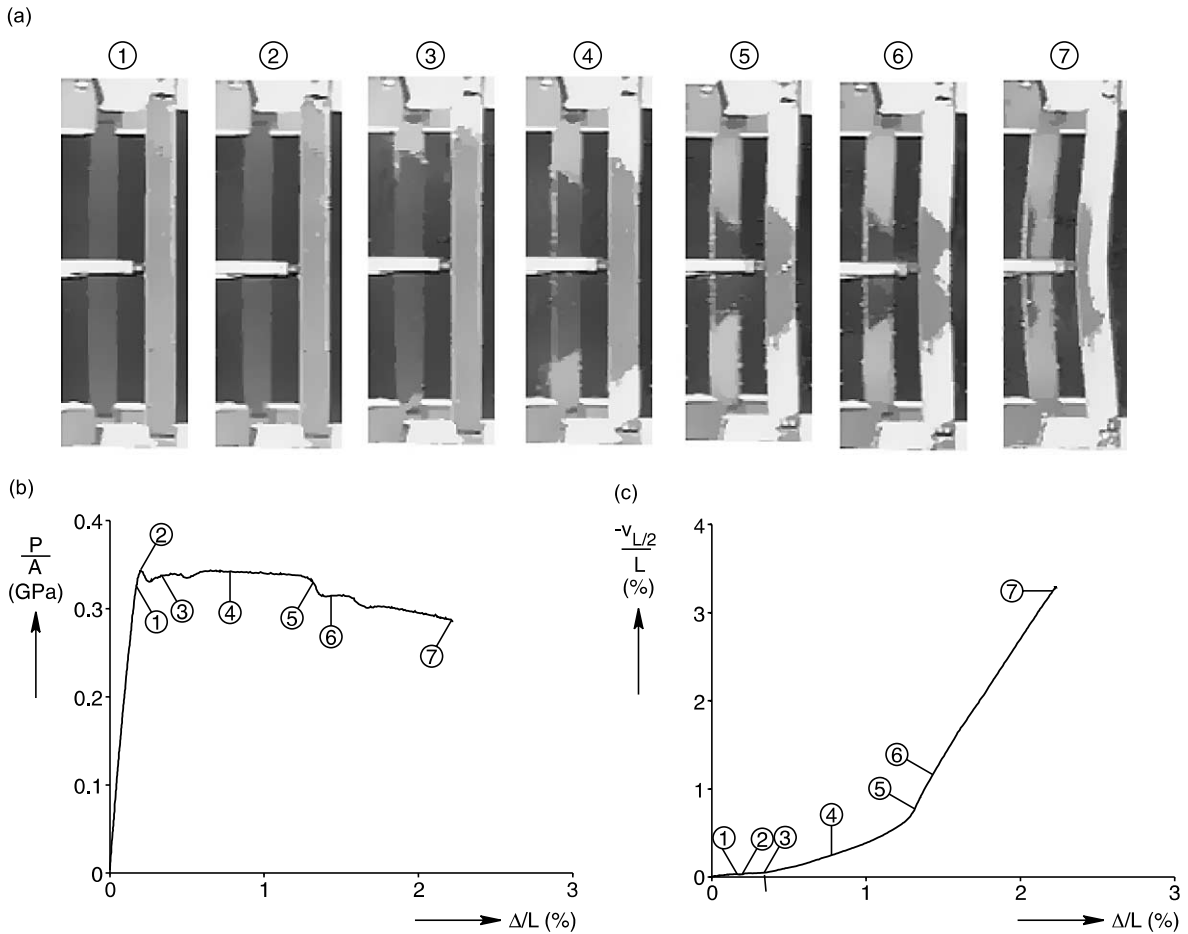 (a)
① ② ③ ④ ⑤ ⑥ ⑦
(b)
P
A
(GPa)
0.4
0.3
0.2
0.1
0
②
① ③ ④ ⑤ ⑥ ⑦
0 1 2 3
Δ/L (%)
(c)
-v L/2
L
(%)
4
3
2
1
0
⑦
⑥
⑤
④
① ② ③
0 1 2 3
Δ/L (%)